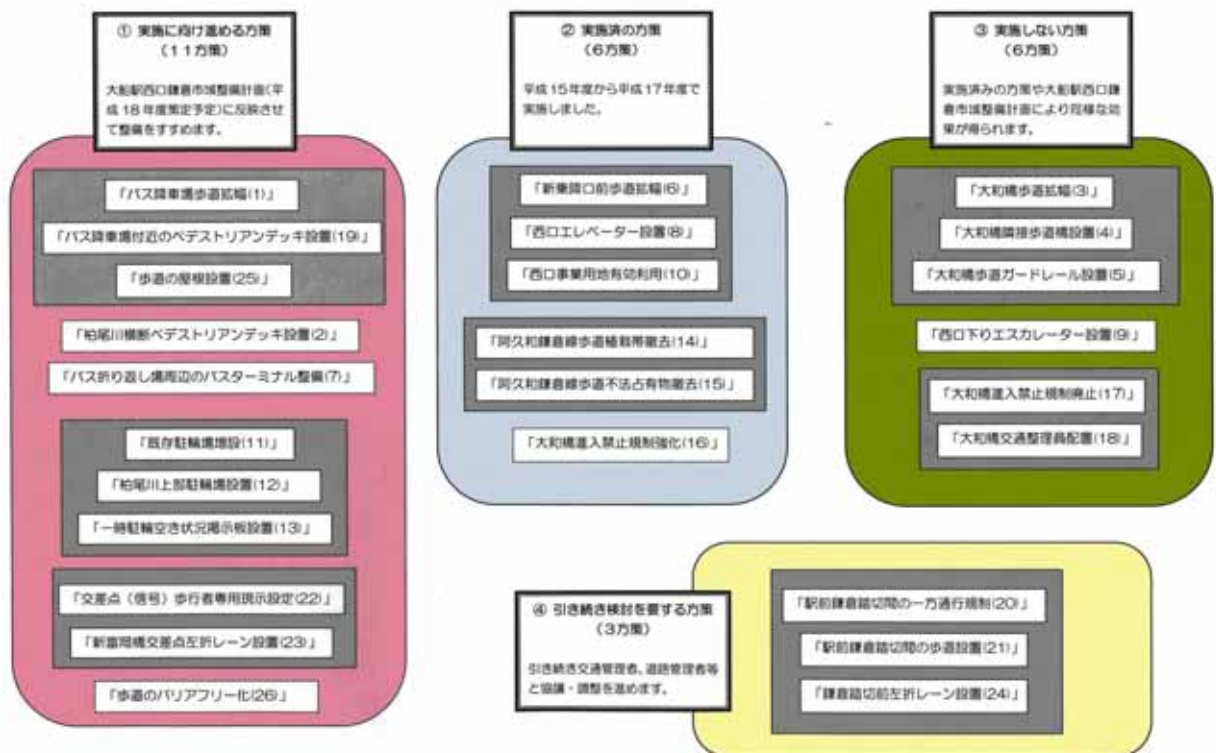 ① 実施に向け進める方策
(11方策)
大船駅西口鎌倉市域整備計画(平
成18年度策定予定)に反映させ
て整備をすすめます。
「バス降車場歩道拡幅(1)」
「バス降車場付近のペデストリアンデッキ設置(19)」
「歩道の屋根設置(25)」
「柏尾川横断ペデストリアンデッキ設置(2)」
「バス折り返し場周辺のバスターミナル整備(7)」
「既存駐輪場増設(11)」
「柏尾川上部駐輪場設置(12)」
「一時駐輪空き状況掲示板設置(13)」
「交差点(信号)歩行者専用現示設定(22)」
「新富岡橋交差点左折レーン設置(23)」
「歩道のバリアフリー化(26)」
② 実施済の方策
(6方策)
平成15年度から平成17年度で
実施しました。
「新乗降口前歩道拡幅(6)」
「西口エレベーター設置(8)」
「西口事業用地有効利用(10)」
「阿久和鎌倉線歩道植栽帯撤去(14)」
「阿久和鎌倉線歩道不法占有物撤去(15)」
「大和橋進入禁止規制強化(16)」
③ 実施しない方策
(6方策)
実施済みの方策や大船駅西口鎌
倉市域整備計画により同様な効
果が得られます。
「大和橋歩道拡幅(3)」
「大和橋隣接歩道橋設置(4)」
「大和橋歩道ガードレール設置(5)」
「西口下りエスカレーター設置(9)」
「大和橋進入禁止規制廃止(17)」
「大和橋交通整理員配置(18)」
④ 引き続き検討を要する方策
(3方策)
引き続き交通管理者、道路管理者等
と協議・調整を進めます。
「駅前鎌倉踏切間の一方通行規制(20)」
「駅前鎌倉踏切間の歩道設置(21)」
「鎌倉踏切前左折レーン設置(24)」